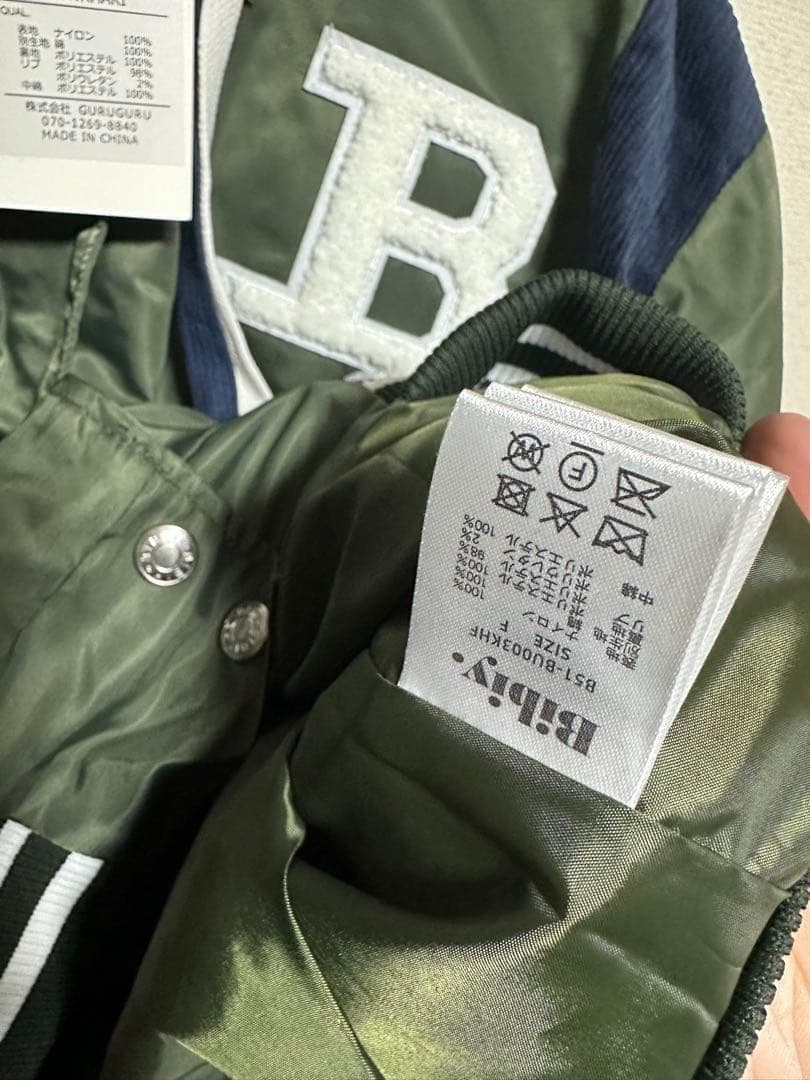 QUAL.
表地 ナイロン 100%
別生地 綿 100%
裏地 ポリエステル 100%
リブ ポリエステル 98%
ポリウレタン 2%
中綿 ポリエステル 100%
株式会社 GURUGURU
070-1269-8840
MADE IN CHINA
B
Bibiy.
B51-BU003KHF
SIZE F
表地 ナイロン 100%
別生地 綿 100%
裏地 ポリエステル 100%
リブ ポリエステル 98%
ポリウレタン 2%
中綿 ポリエステル 100%
F
W